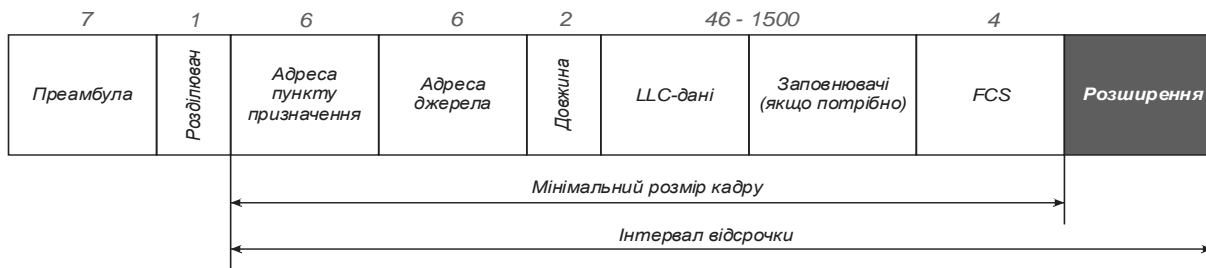 7 1 6 6 2 46 - 1500 4
Преамбула
Розділювач
Адреса
пункту
призначення
Адреса
джерела
Довжина
LLC-дані
Заповнювачі
(якщо потрібно)
FCS
Розширення
Мінімальний розмір кадру
Інтервал відсрочки